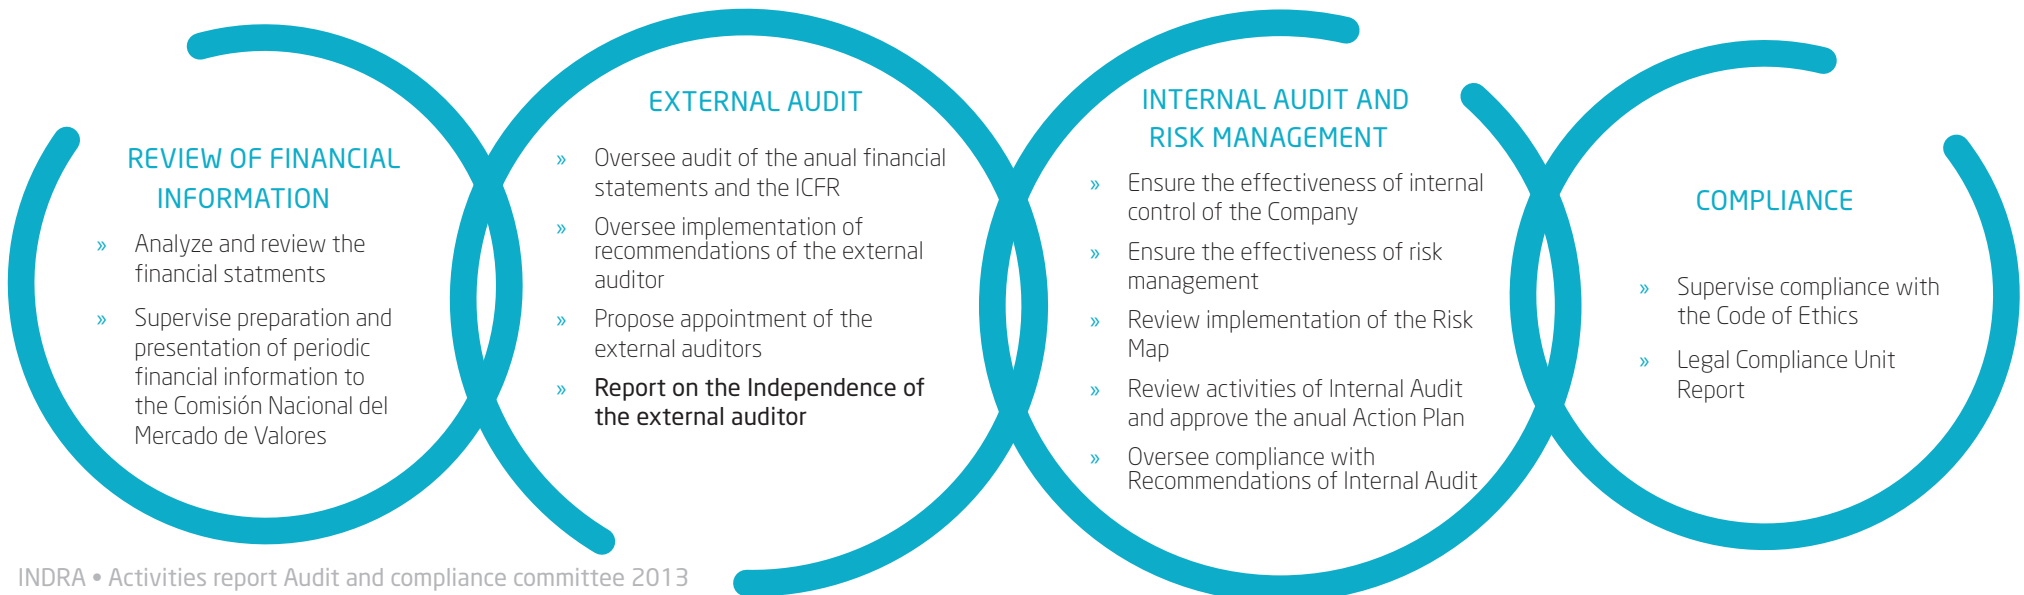 REVIEW OF FINANCIAL
INFORMATION
» Analyze and review the
financial statments
» Supervise preparation and
presentation of periodic
financial information to
the Comisión Nacional del
Mercado de Valores
EXTERNAL AUDIT
» Oversee audit of the anual financial
statements and the ICFR
» Oversee implementation of
recommendations of the external
auditor
» Propose appointment of the
external auditors
» Report on the Independence of
the external auditor
INTERNAL AUDIT AND
RISK MANAGEMENT
» Ensure the effectiveness of internal
control of the Company
» Ensure the effectiveness of risk
management
» Review implementation of the Risk
Map
» Review activities of Internal Audit
and approve the anual Action Plan
» Oversee compliance with
Recommendations of Internal Audit
COMPLIANCE
» Supervise compliance with
the Code of Ethics
» Legal Compliance Unit
Report
INDRA • Activities report Audit and compliance committee 2013